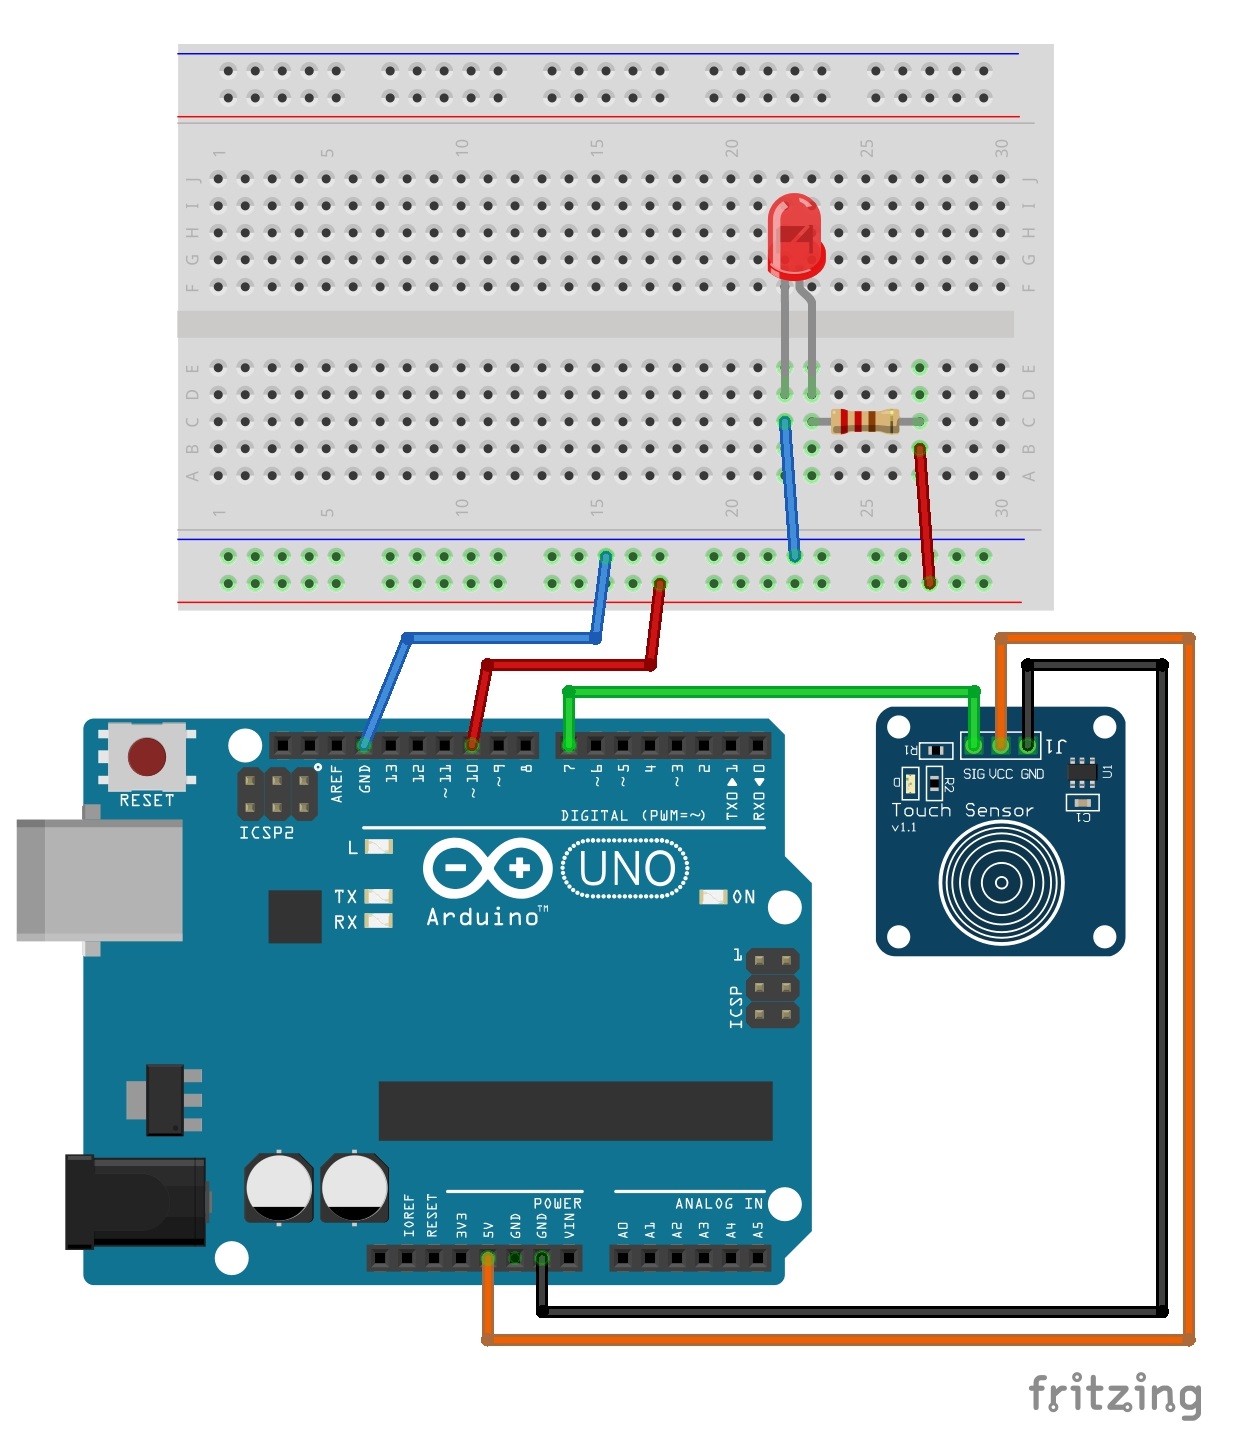 1 5 10 15 20 25 30
J J
I I
H H
G G
F F
E E
D D
C C
B B
A A
1 5 10 15 20 25 30
RESET
ICSP2
AREF
GND
13
12
~11
~10
~9
8
7
~6
~5
4
~3
2
TX0▶1
RX0◀0
DIGITAL (PWM=~)
L
TX
RX
Arduino™
UNO
ON
1
ICSP
R1
J1
SIG VCC GND
D
R2
U1
C1
Touch Sensor
v1.1
POWER
ANALOG IN
IOREF
RESET
3V3
5V
GND
GND
VIN
A0
A1
A2
A3
A4
A5
fritzing